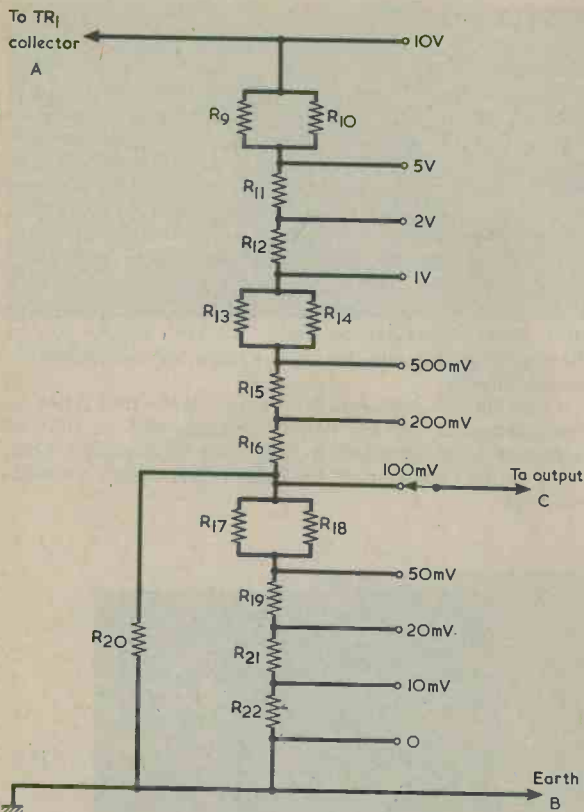 To TR1
collector
A
10V
R9
R10
5V
R11
2V
R12
1V
R13
R14
500mV
R15
200mV
R16
100mV
To output
C
R17
R18
50mV
R19
20mV
R20
R21
10mV
R22
0
Earth
B